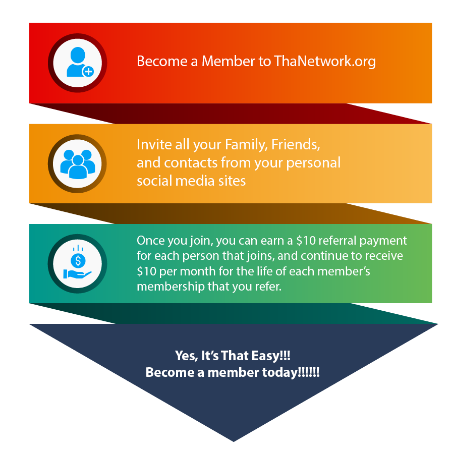 Become a Member to ThaNetwork.org
Invite all your Family, Friends,
and contacts from your personal
social media sites
Once you join, you can earn a $10 referral payment
for each person that joins, and continue to receive
$10 per month for the life of each member's
membership that you refer.
Yes, It's That Easy!!!
Become a member today!!!!!!